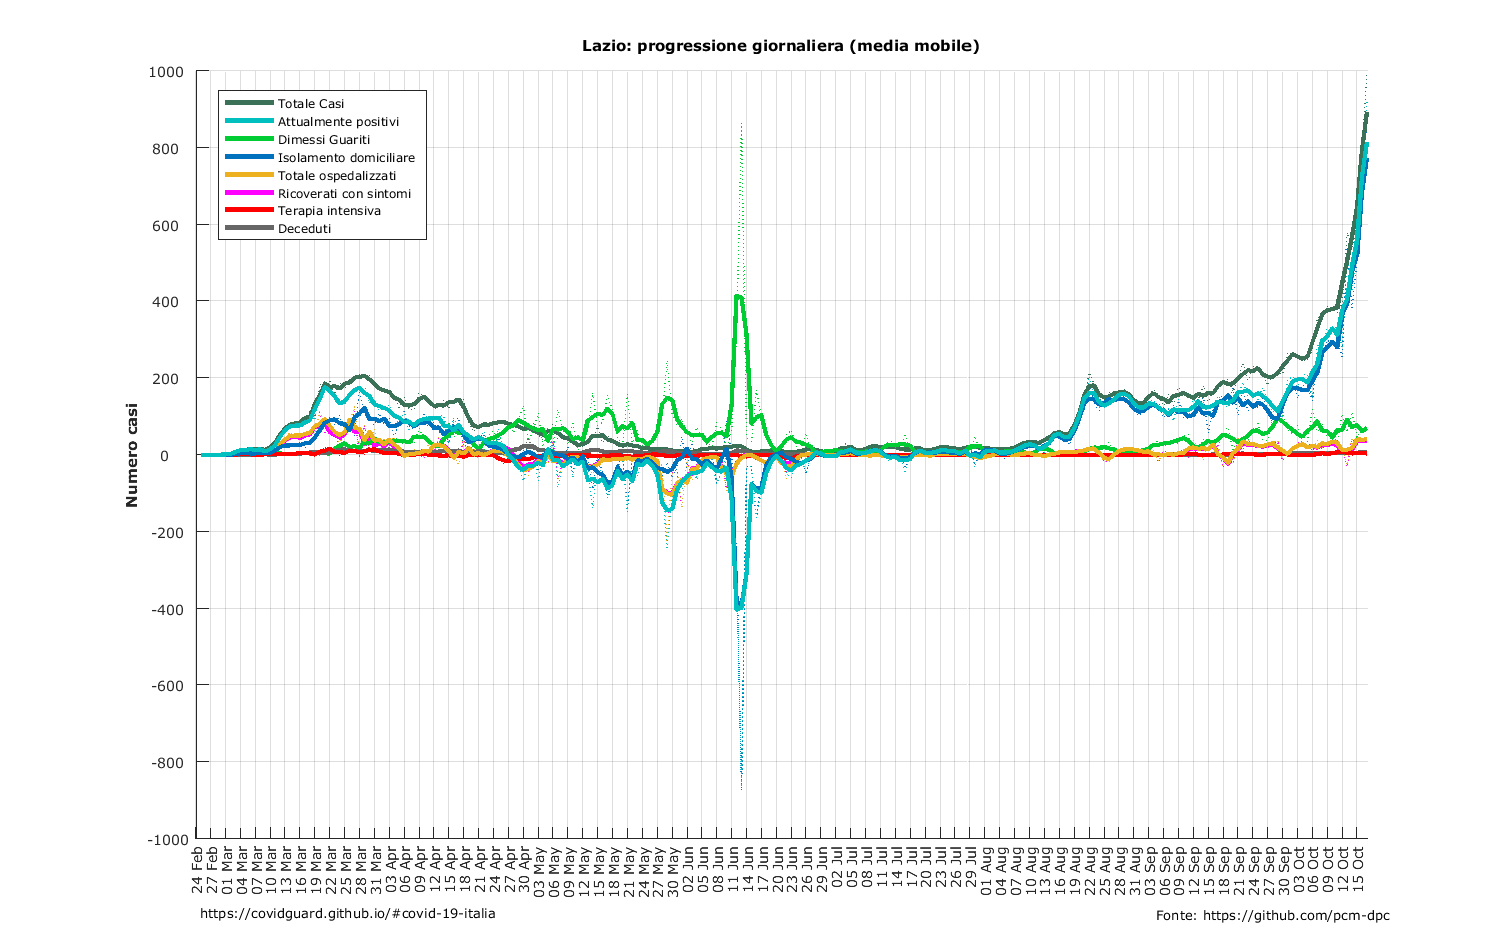 Lazio: progressione giornaliera (media mobile)
Numero casi
1000
800
600
400
200
0
-200
-400
-600
-800
-1000
Totale Casi
Attualmente positivi
Dimessi Guariti
Isolamento domiciliare
Totale ospedalizzati
Ricoverati con sintomi
Terapia intensiva
Deceduti
24 Feb
27 Feb
01 Mar
04 Mar
07 Mar
10 Mar
13 Mar
16 Mar
19 Mar
22 Mar
25 Mar
28 Mar
31 Mar
03 Apr
06 Apr
09 Apr
12 Apr
15 Apr
18 Apr
21 Apr
24 Apr
27 Apr
30 Apr
03 May
06 May
09 May
12 May
15 May
18 May
21 May
24 May
27 May
30 May
02 Jun
05 Jun
08 Jun
11 Jun
14 Jun
17 Jun
20 Jun
23 Jun
26 Jun
29 Jun
02 Jul
05 Jul
08 Jul
11 Jul
14 Jul
17 Jul
20 Jul
23 Jul
26 Jul
29 Jul
01 Aug
04 Aug
07 Aug
10 Aug
13 Aug
16 Aug
19 Aug
22 Aug
25 Aug
28 Aug
31 Aug
03 Sep
06 Sep
09 Sep
12 Sep
15 Sep
18 Sep
21 Sep
24 Sep
27 Sep
30 Sep
03 Oct
06 Oct
09 Oct
12 Oct
15 Oct
https://covidguard.github.io/#covid-19-italia
Fonte: https://github.com/pcm-dpc